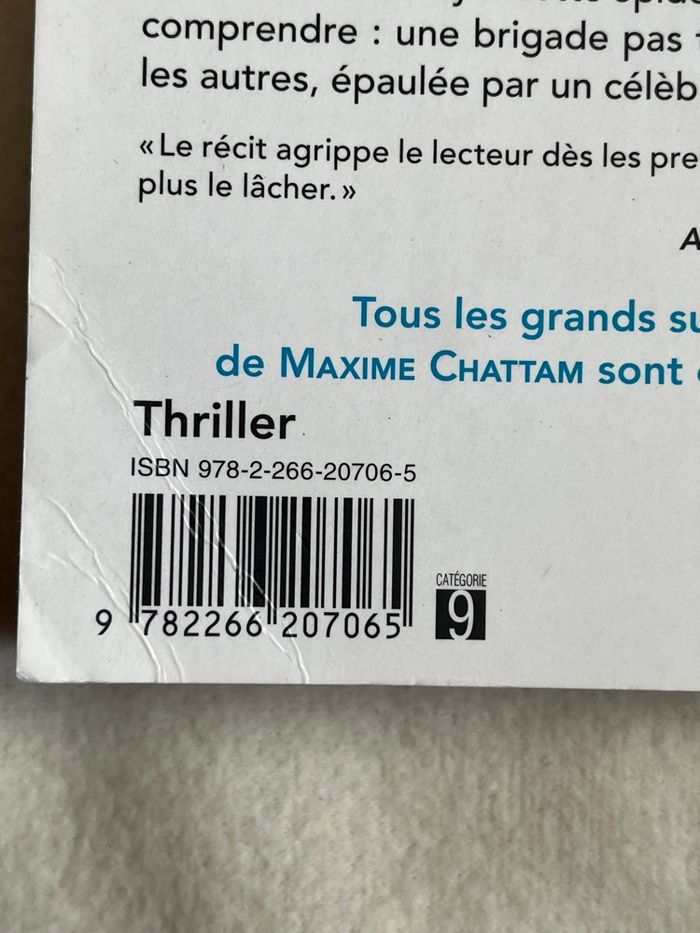 comprendre : une brigade pas
les autres, épaulée par un célèb
« Le récit agrippe le lecteur dès les pre
plus le lâcher. »
A
Tous les grands su
de MAXIME CHATTAM sont
Thriller
ISBN 978-2-266-20706-5
CATÉGORIE
9
9 782266 207065